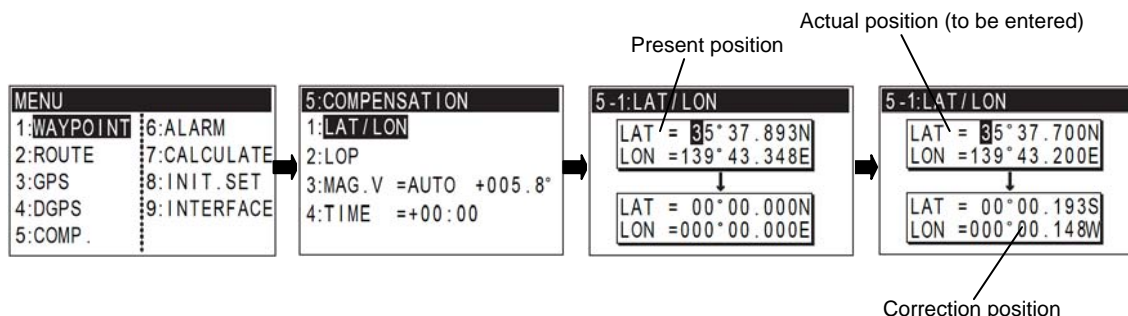 Actual position (to be entered)
Present position
MENU
1:WAYPOINT 6:ALARM
2:ROUTE 7:CALCULATE
3:GPS 8:INIT.SET
4:DGPS 9:INTERFACE
5:COMP.
5:COMPENSATION
1:LAT/LON
2:LOP
3:MAG.V =AUTO +005.8°
4:TIME =+00:00
5-1:LAT/LON
LAT = 35°37.893N
LON =139°43.348E
LAT = 00°00.000N
LON =000°00.000E
5-1:LAT/LON
LAT = 35°37.700N
LON =139°43.200E
LAT = 00°00.193S
LON =000°00.148W
Correction position